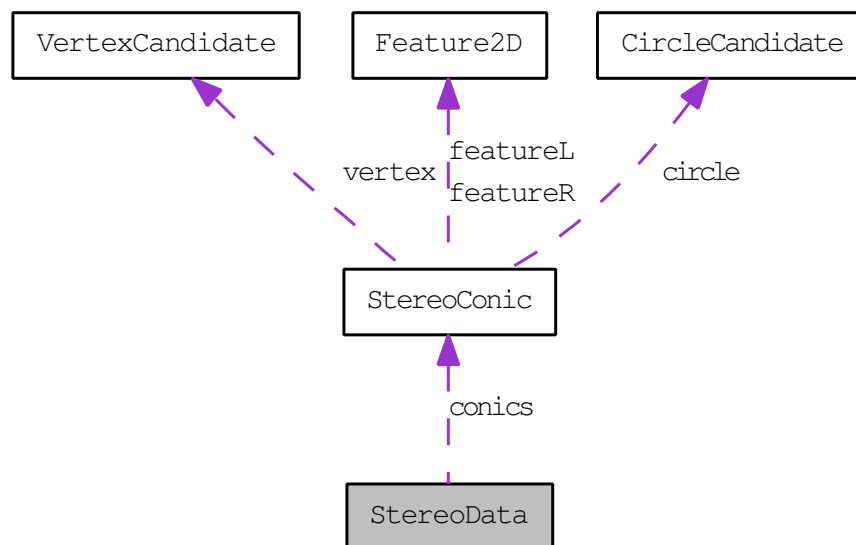 VertexCandidate
Feature2D
CircleCandidate
featureL
vertex
circle
featureR
StereoConic
conics
StereoData